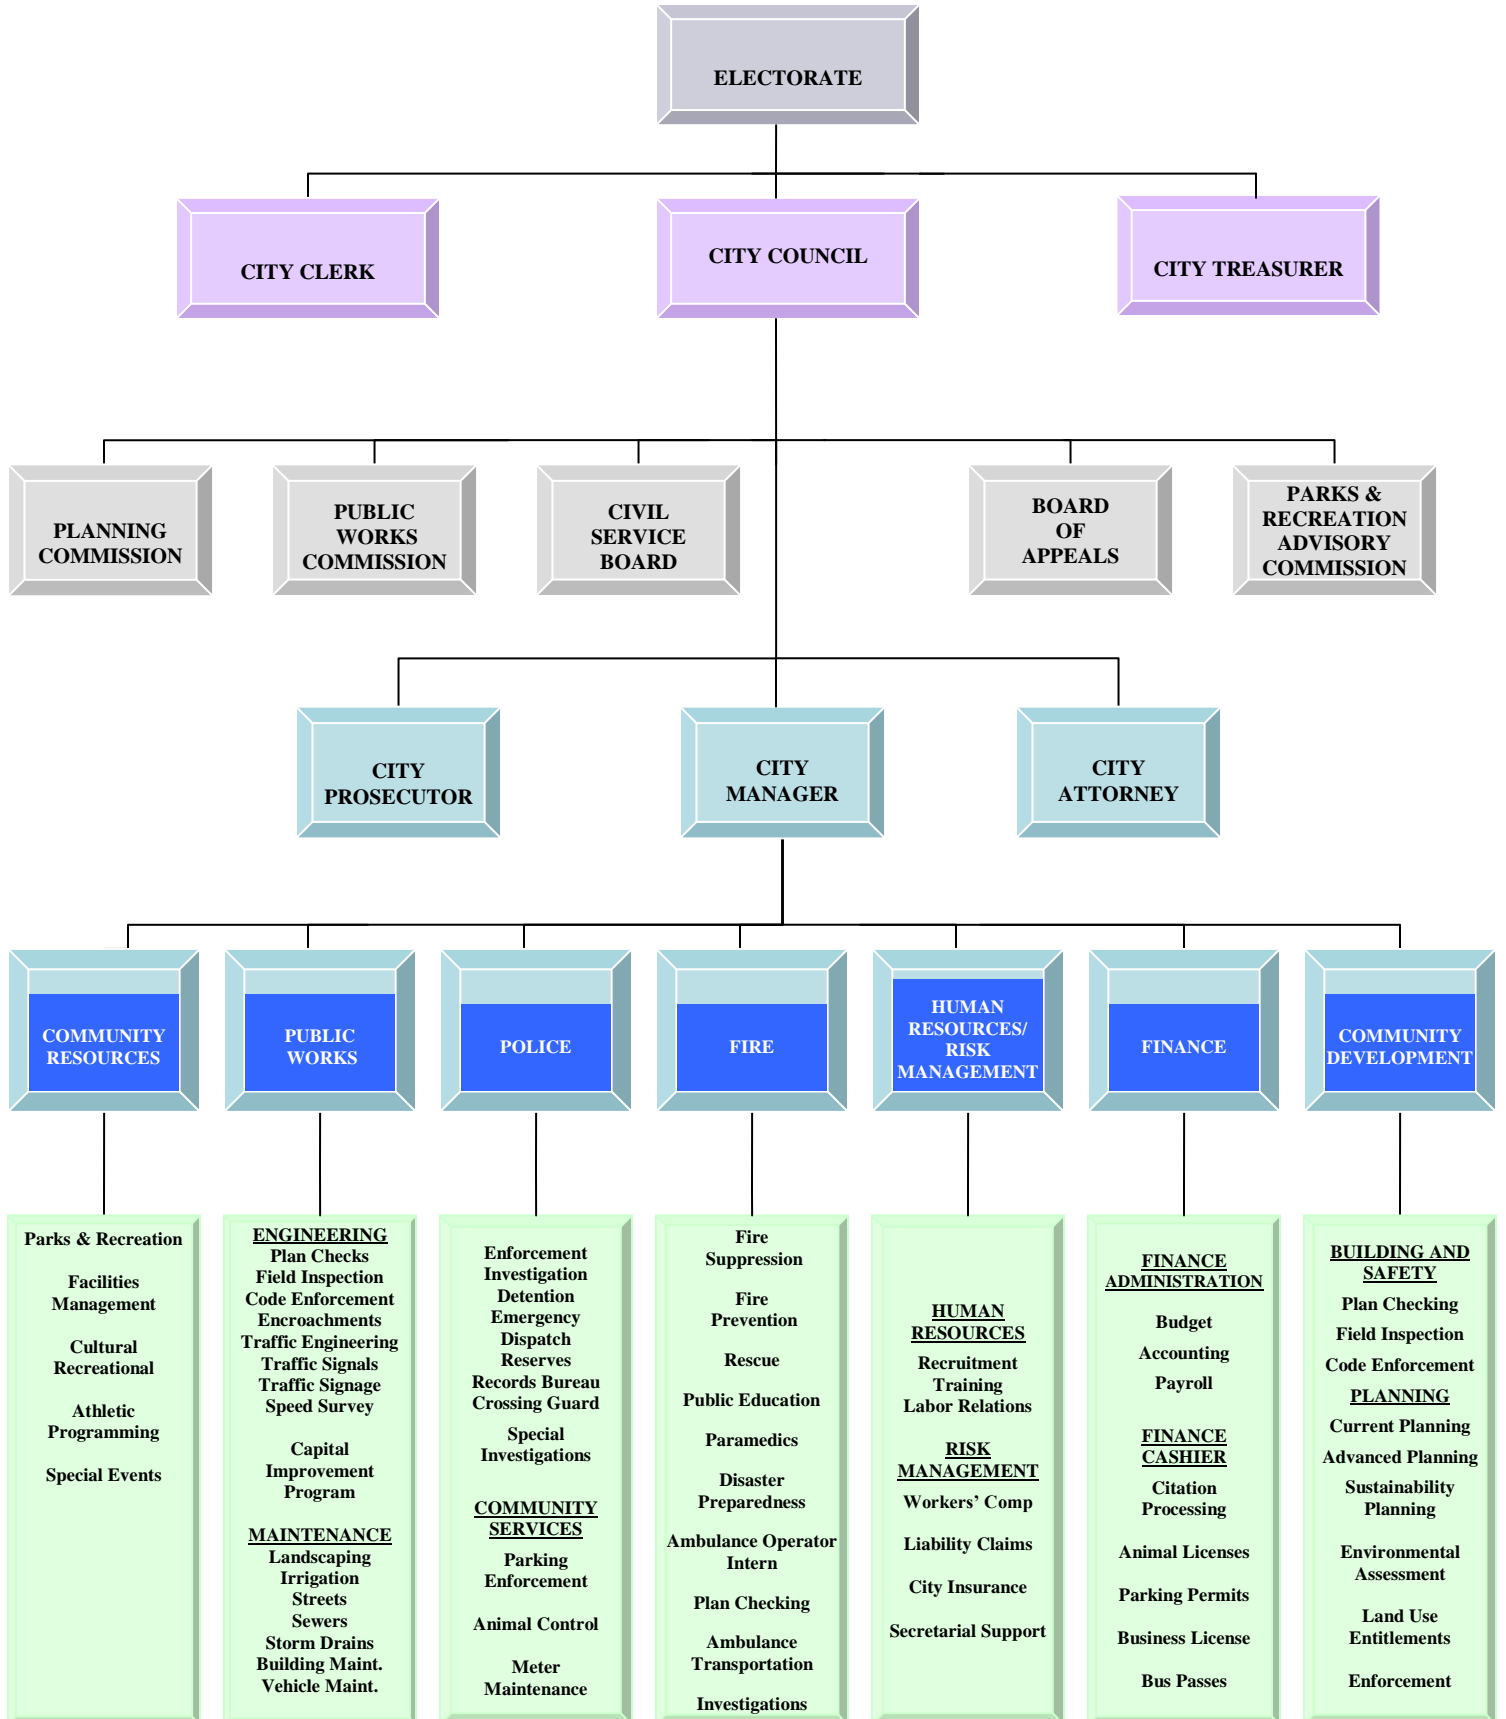 ELECTORATE
CITY CLERK
CITY COUNCIL
CITY TREASURER
PLANNING
COMMISSION
PUBLIC
WORKS
COMMISSION
CIVIL
SERVICE
BOARD
BOARD
OF
APPEALS
PARKS &
RECREATION
ADVISORY
COMMISSION
CITY
PROSECUTOR
CITY
MANAGER
CITY
ATTORNEY
COMMUNITY
RESOURCES
PUBLIC
WORKS
POLICE
FIRE
HUMAN
RESOURCES/
RISK
MANAGEMENT
FINANCE
COMMUNITY
DEVELOPMENT
Parks & Recreation
Facilities
Management
Cultural
Recreational
Athletic
Programming
Special Events
ENGINEERING
Plan Checks
Field Inspection
Code Enforcement
Encroachments
Traffic Engineering
Traffic Signals
Traffic Signage
Speed Survey
Capital
Improvement
Program
MAINTENANCE
Landscaping
Irrigation
Streets
Sewers
Storm Drains
Building Maint.
Vehicle Maint.
Enforcement
Investigation
Detention
Emergency
Dispatch
Reserves
Records Bureau
Crossing Guard
Special
Investigations
COMMUNITY
SERVICES
Parking
Enforcement
Animal Control
Meter
Maintenance
Fire
Suppression
Fire
Prevention
Rescue
Public Education
Paramedics
Disaster
Preparedness
Ambulance Operator
Intern
Plan Checking
Ambulance
Transportation
Investigations
HUMAN
RESOURCES
Recruitment
Training
Labor Relations
RISK
MANAGEMENT
Workers’ Comp
Liability Claims
City Insurance
Secretarial Support
FINANCE
ADMINISTRATION
Budget
Accounting
Payroll
FINANCE
CASHIER
Citation
Processing
Animal Licenses
Parking Permits
Business License
Bus Passes
BUILDING AND
SAFETY
Plan Checking
Field Inspection
Code Enforcement
PLANNING
Current Planning
Advanced Planning
Sustainability
Planning
Environmental
Assessment
Land Use
Entitlements
Enforcement